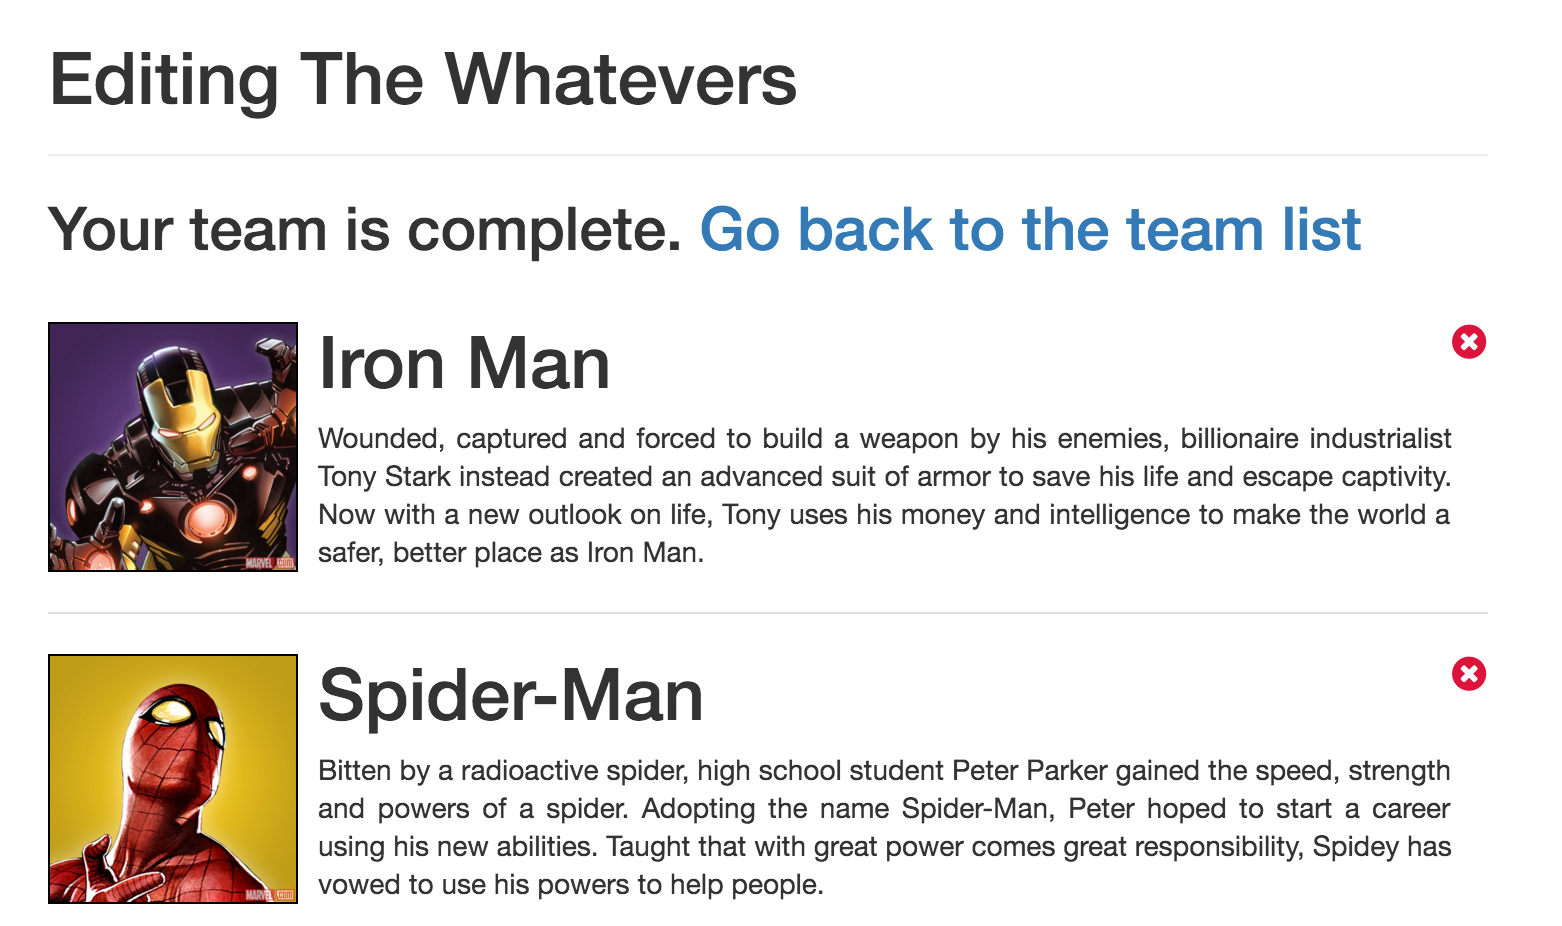 Editing The Whatevers
Your team is complete. Go back to the team list
Iron Man
Wounded, captured and forced to build a weapon by his enemies, billionaire industrialist
Tony Stark instead created an advanced suit of armor to save his life and escape captivity.
Now with a new outlook on life, Tony uses his money and intelligence to make the world a
safer, better place as Iron Man.
MARVEL.com
Spider-Man
Bitten by a radioactive spider, high school student Peter Parker gained the speed, strength
and powers of a spider. Adopting the name Spider-Man, Peter hoped to start a career
using his new abilities. Taught that with great power comes great responsibility, Spidey has
vowed to use his powers to help people.
MARVEL.com